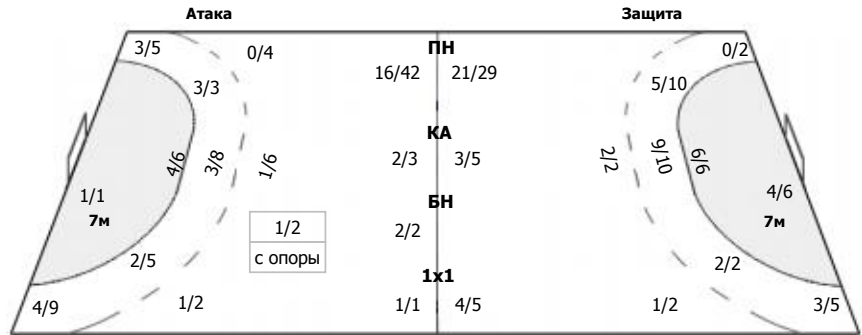 Атака Защита
3/5 0/4 ПН 0/2
3/3 16/42 21/29 5/10
КА
4/6 3/8 1/6 2/3 3/5 2/2 9/10 6/6
1/1 БН 4/6
7м 1/2 2/2 7м
2/5 с опоры 2/2
1x1
4/9 1/2 1/1 4/5 1/2 3/5